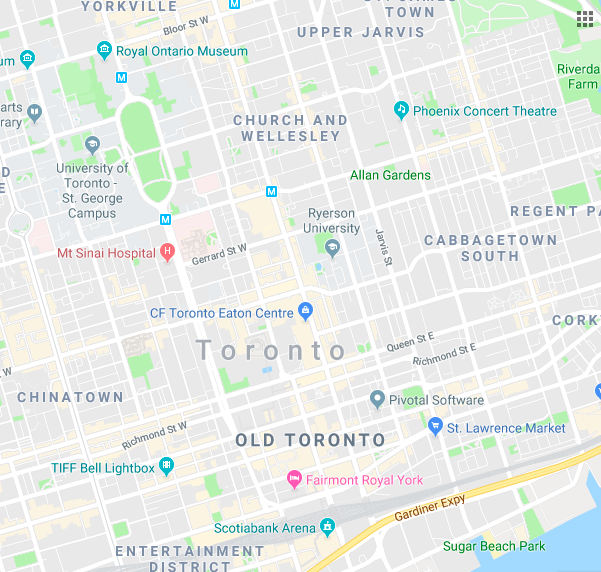 YORKVILLE
TOWN
Bloor St W
UPPER JARVIS
M
Royal Ontario Museum
M
Riverda
Farm
arts
rary
Phoenix Concert Theatre
CHURCH AND
WELLESLEY
University of
Toronto -
St. George
Campus
Allan Gardens
M
M
Ryerson
University
REGENT PA
Mt Sinai Hospital
H
Gerrard St W
Jarvis St
CABBAGETOWN
SOUTH
CF Toronto Eaton Centre
CORK
Toronto
Queen St E
Richmond St E
CHINATOWN
Pivotal Software
Richmond St W
OLD TORONTO
St. Lawrence Market
TIFF Bell Lightbox
Fairmont Royal York
Gardiner Expy
Scotiabank Arena
ENTERTAINMENT
DISTRICT
Sugar Beach Park